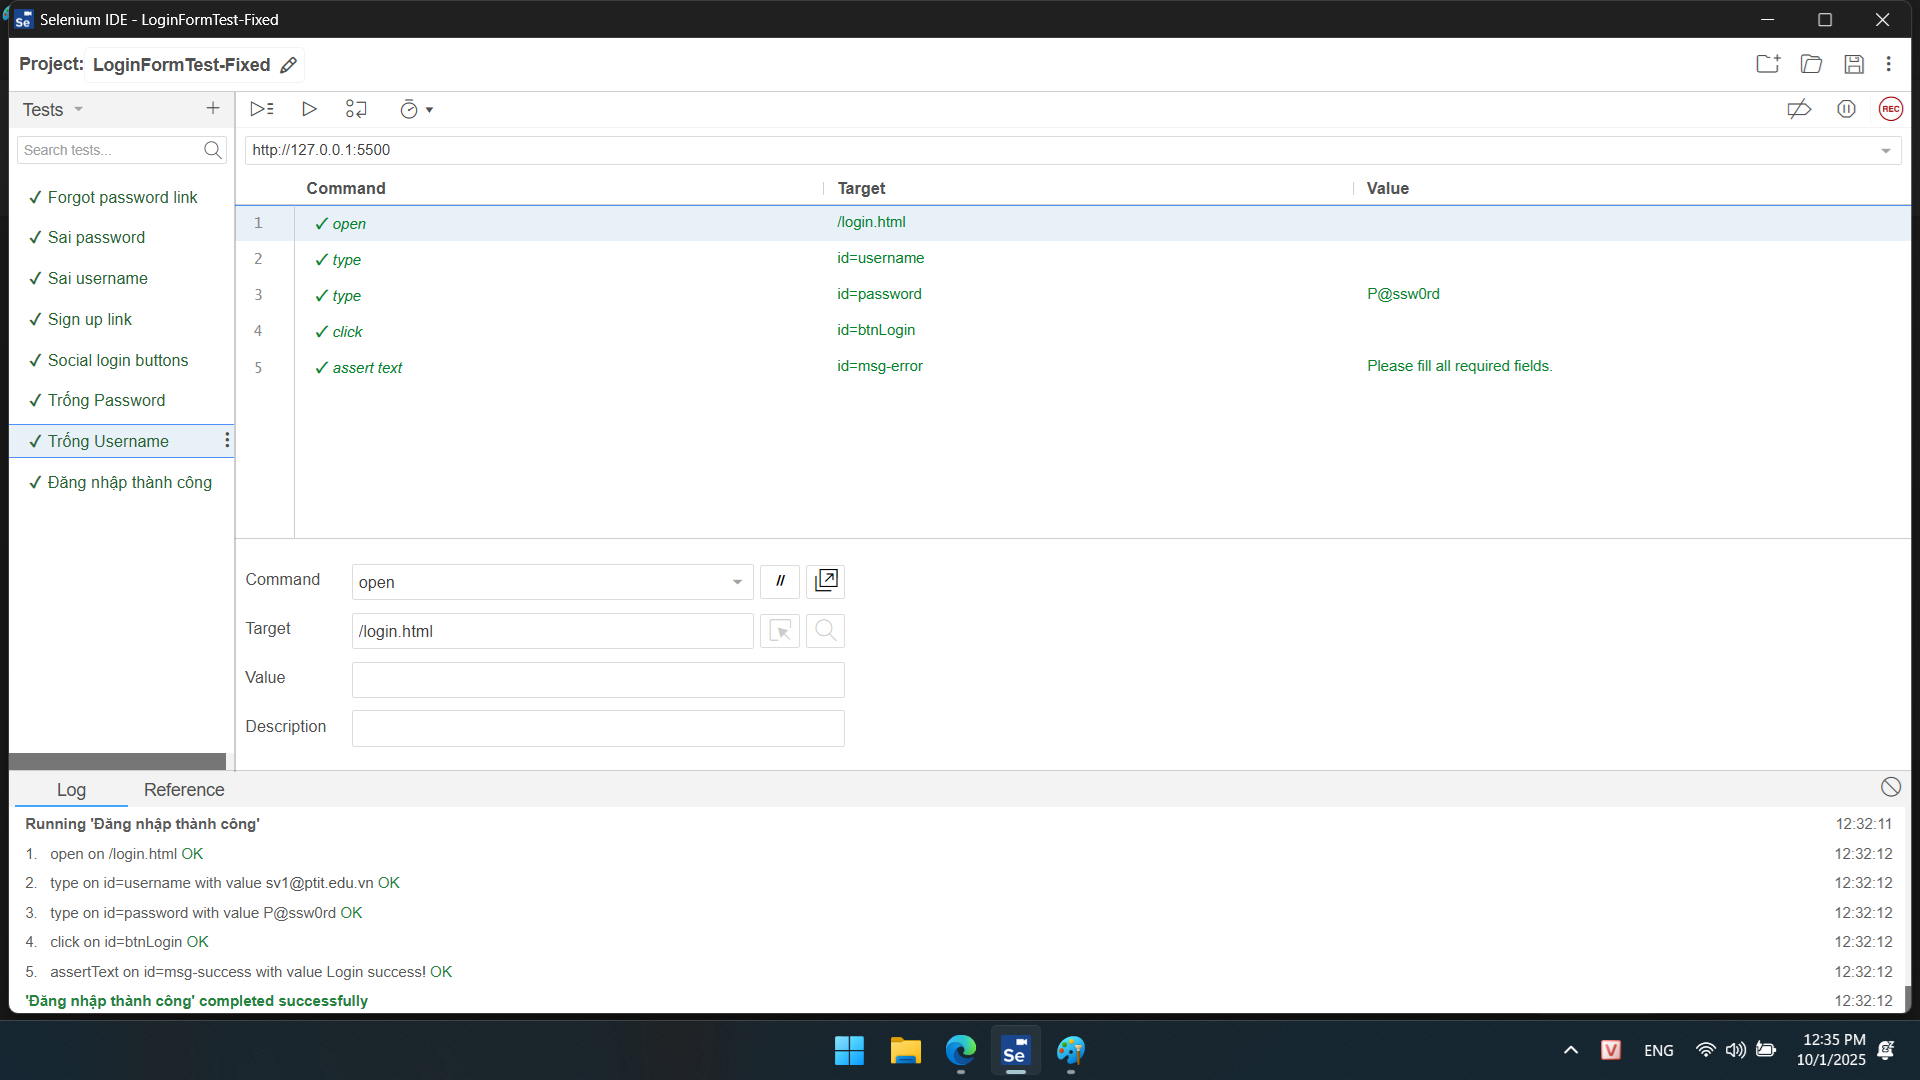 Selenium IDE - LoginFormTest-Fixed
Project: LoginFormTest-Fixed
Tests
Search tests...
✓ Forgot password link
✓ Sai password
✓ Sai username
✓ Sign up link
✓ Social login buttons
✓ Trống Password
✓ Trống Username
✓ Đăng nhập thành công
REC
http://127.0.0.1:5500
Command Target Value
1 ✓ open /login.html
2 ✓ type id=username
3 ✓ type id=password P@ssw0rd
4 ✓ click id=btnLogin
5 ✓ assert text id=msg-error Please fill all required fields.
Command open //
Target /login.html
Value
Description
Log Reference
Running 'Đăng nhập thành công' 12:32:11
1. open on /login.html OK 12:32:12
2. type on id=username with value sv1@ptit.edu.vn OK 12:32:12
3. type on id=password with value P@ssw0rd OK 12:32:12
4. click on id=btnLogin OK 12:32:12
5. assertText on id=msg-success with value Login success! OK 12:32:12
'Đăng nhập thành công' completed successfully 12:32:12
Se
V
ENG
12:35 PM
10/1/2025